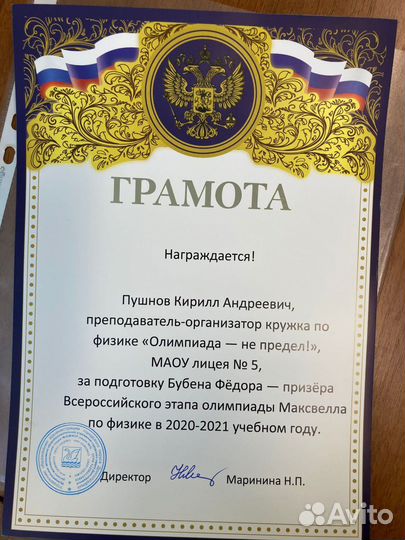 ГРАМОТА
Награждается!
Пушнов Кирилл Андреевич,
преподаватель-организатор кружка по
физике «Олимпиада — не предел!»,
МАОУ лицея № 5,
за подготовку Бубена Фёдора — призёра
Всероссийского этапа олимпиады Максвелла
по физике в 2020-2021 учебном году.
Директор Маринина Н.П.
Avito